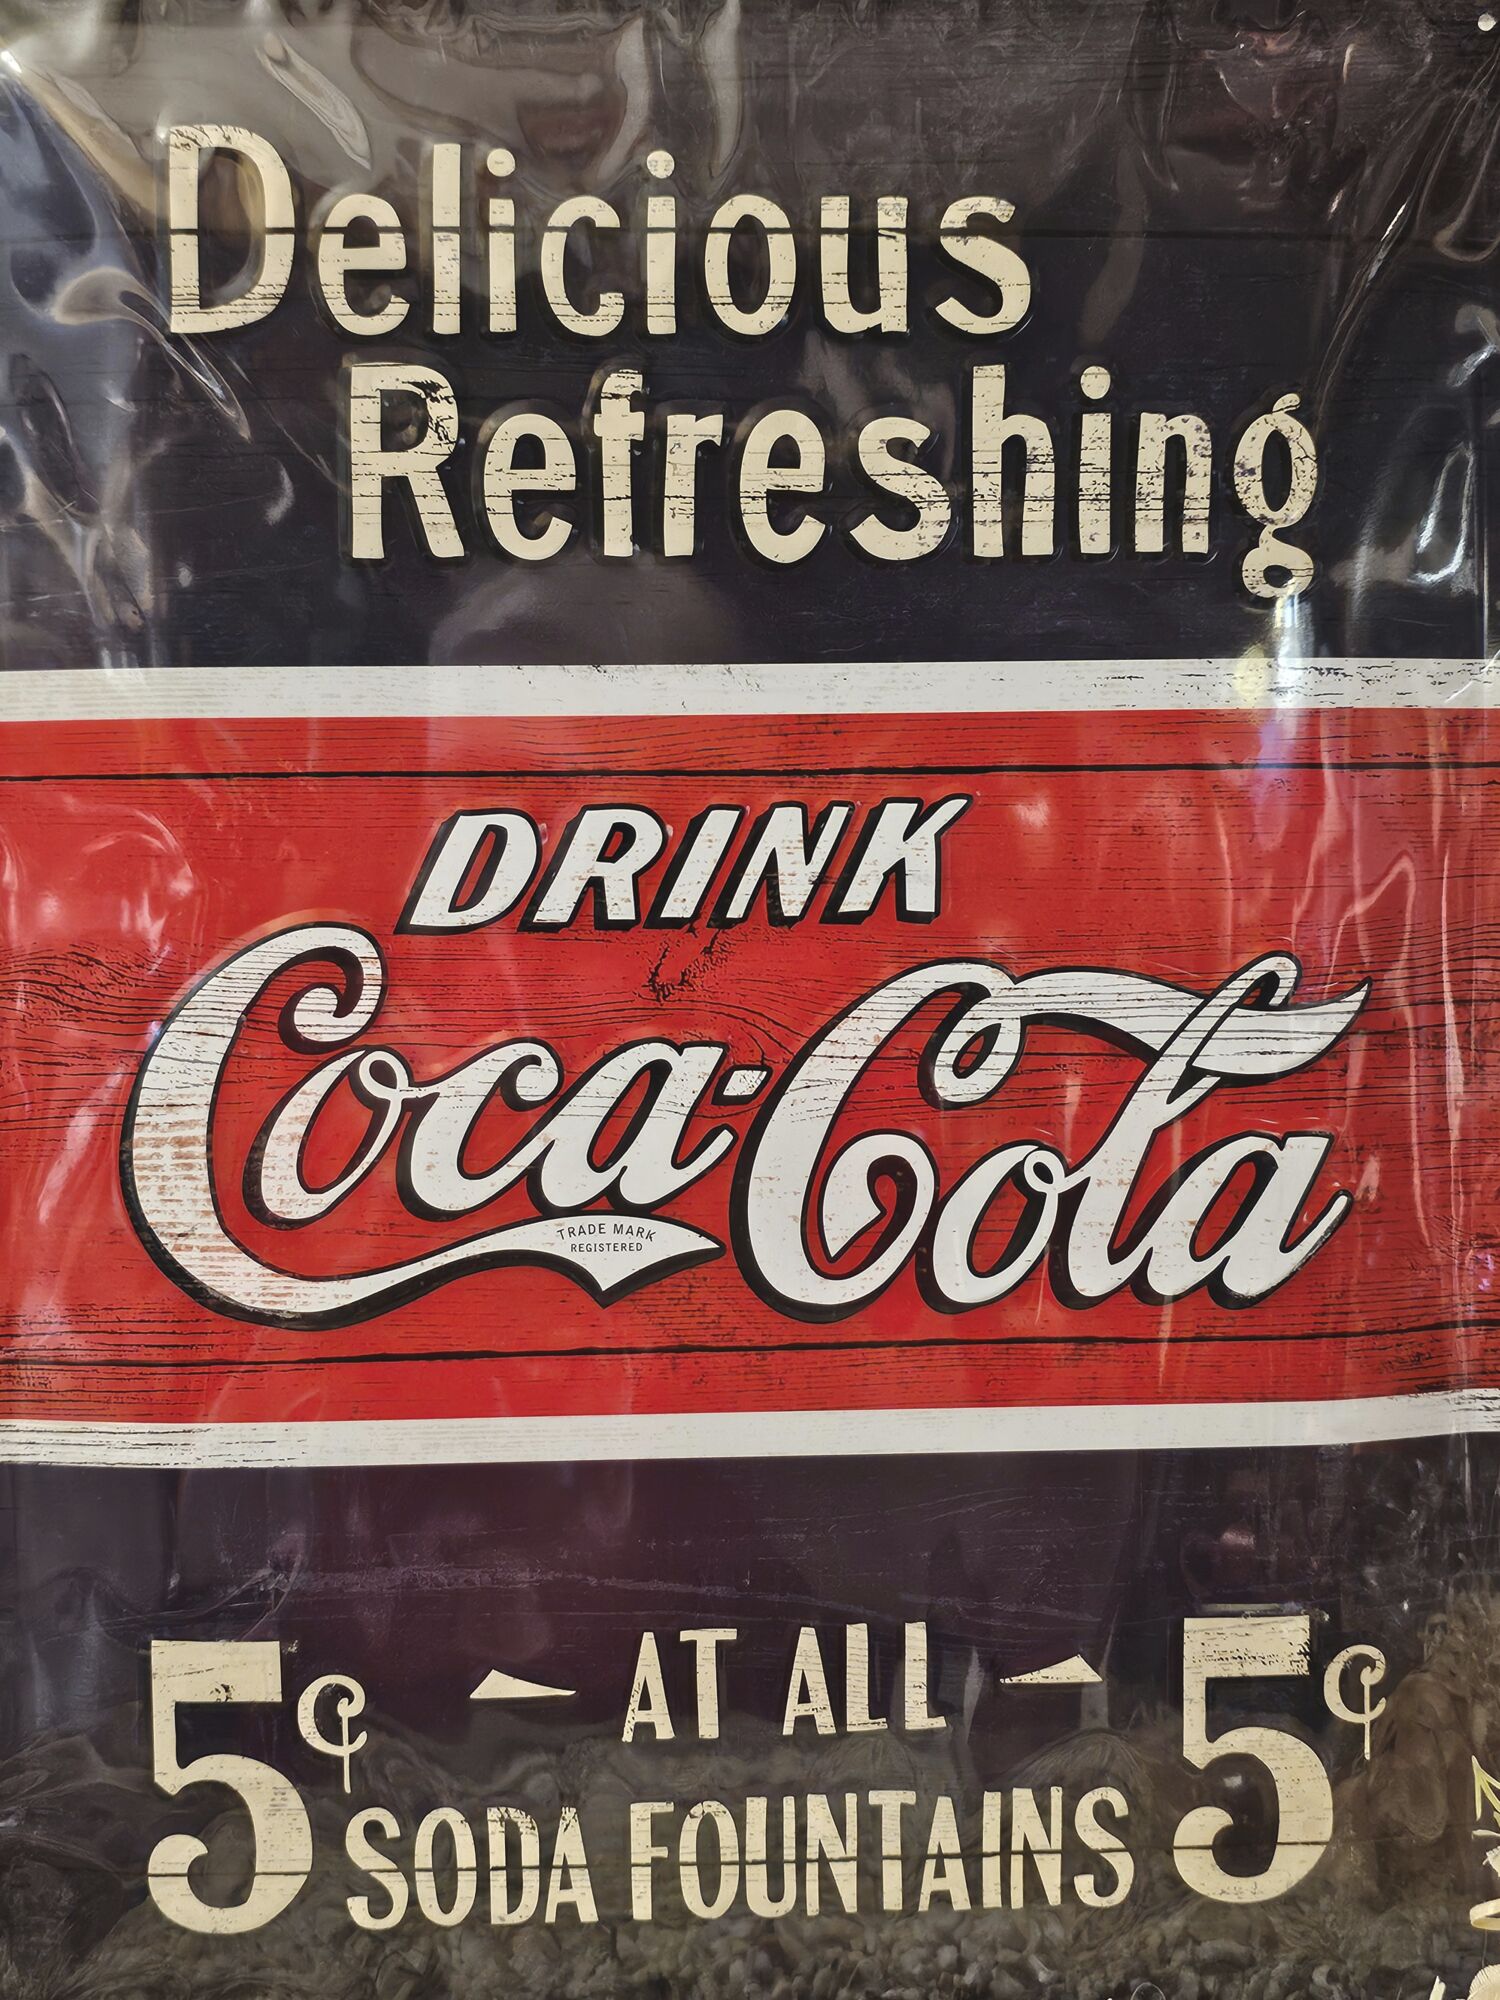 Delicious
Refreshing
DRINK
Coca-Cola
TRADE MARK
REGISTERED
5¢ AT ALL 5¢
SODA FOUNTAINS